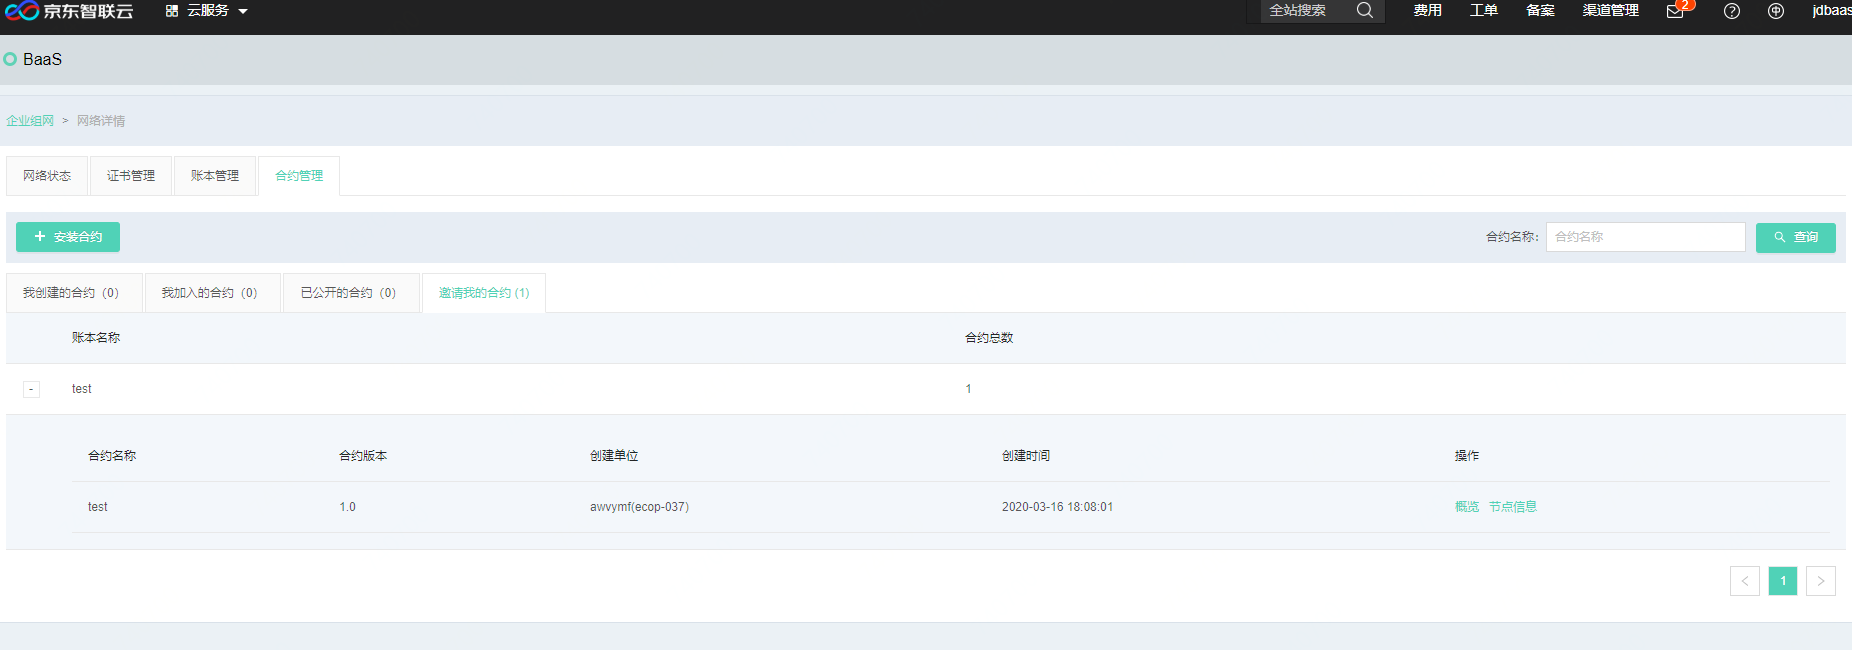 京东智联云 云服务 全站搜索 费用 工单 备案 渠道管理 2 jdbaas
BaaS
企业组网 > 网络详情
网络状态 证书管理 账本管理 合约管理
+ 安装合约 合约名称: 合约名称 查询
我创建的合约（0） 我加入的合约（0） 已公开的合约（0） 邀请我的合约 (1)
账本名称 合约总数
- test 1
合约名称 合约版本 创建单位 创建时间 操作
test 1.0 awvymf(ecop-037) 2020-03-16 18:08:01 概览 节点信息
< 1 >